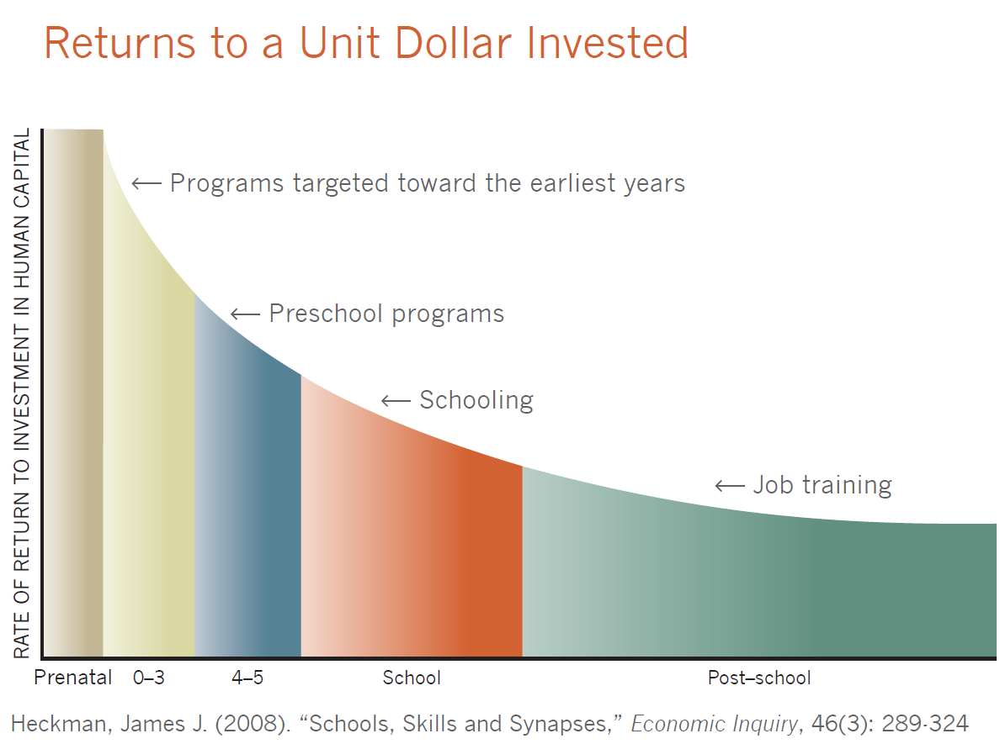 Returns to a Unit Dollar Invested
RATE OF RETURN TO INVESTMENT IN HUMAN CAPITAL
← Programs targeted toward the earliest years
← Preschool programs
← Schooling
← Job training
Prenatal 0–3 4–5 School Post–school
Heckman, James J. (2008). “Schools, Skills and Synapses,” Economic Inquiry, 46(3): 289-324